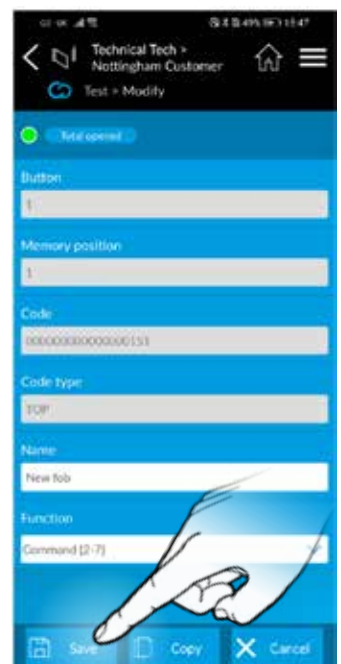 Technical Tech >
Nottingham Customer
Test > Modify
Total opened
Button
1
Memory position
1
Code
Code type
TOP
Name
New fob
Function
Command [2-7]
Save
Copy
Cancel